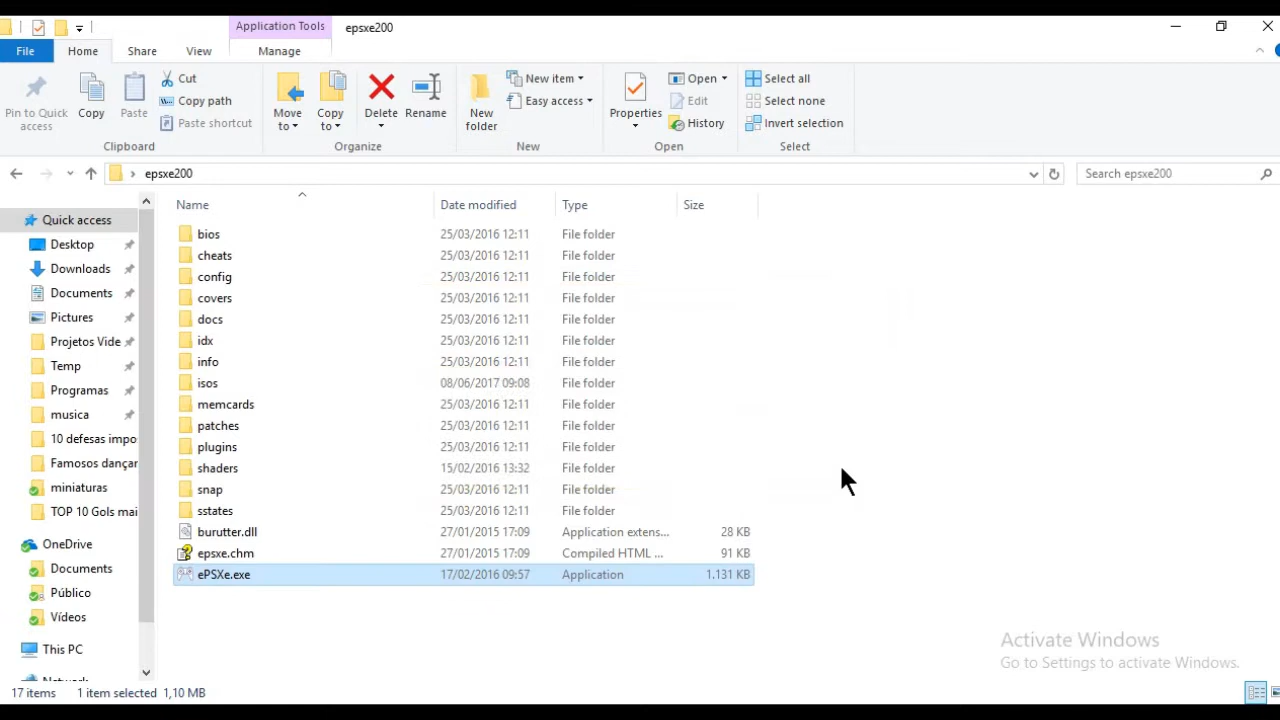 Application Tools epsxe200
File Home Share View Manage
Pin to Quick access
Copy
Paste
Cut
Copy path
Paste shortcut
Clipboard
Move to
Copy to
Delete
Rename
Organize
New folder
New item
Easy access
New
Properties
Open
Edit
History
Open
Select all
Select none
Invert selection
Select
epsxe200
Search epsxe200
Quick access
Desktop
Downloads
Documents
Pictures
Projetos Vide
Temp
Programas
musica
10 defesas impo
Famosos dançar
miniaturas
TOP 10 Gols mai
OneDrive
Documents
Público
Vídeos
This PC
Network
Name Date modified Type Size
bios 25/03/2016 12:11 File folder
cheats 25/03/2016 12:11 File folder
config 25/03/2016 12:11 File folder
covers 25/03/2016 12:11 File folder
docs 25/03/2016 12:11 File folder
idx 25/03/2016 12:11 File folder
info 25/03/2016 12:11 File folder
isos 08/06/2017 09:08 File folder
memcards 25/03/2016 12:11 File folder
patches 25/03/2016 12:11 File folder
plugins 25/03/2016 12:11 File folder
shaders 15/02/2016 13:32 File folder
snap 25/03/2016 12:11 File folder
sstates 25/03/2016 12:11 File folder
burutter.dll 27/01/2015 17:09 Application extens... 28 KB
epsxe.chm 27/01/2015 17:09 Compiled HTML ... 91 KB
ePSXe.exe 17/02/2016 09:57 Application 1.131 KB
Activate Windows
Go to Settings to activate Windows.
17 items 1 item selected 1,10 MB